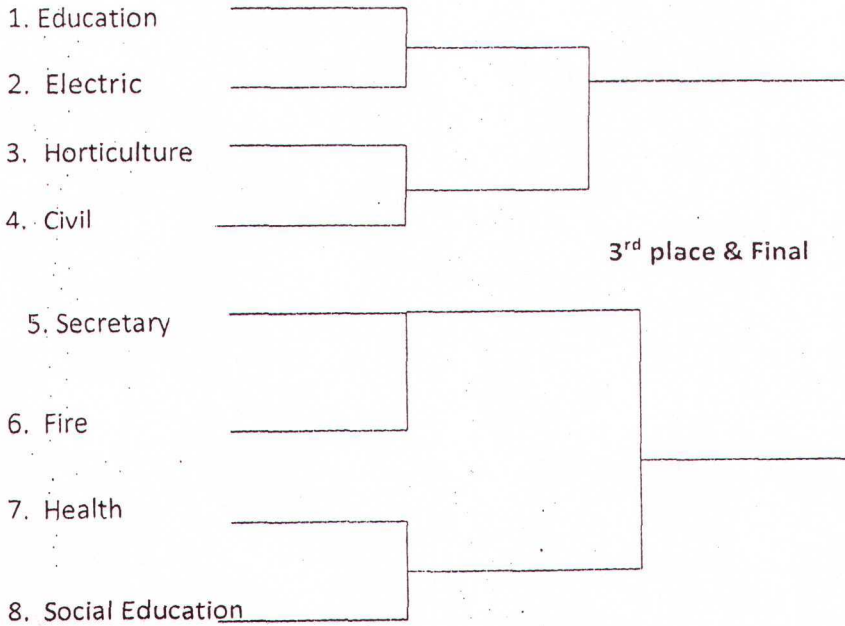 1. Education
2. Electric
3. Horticulture
4. Civil
3rd place & Final
5. Secretary
6. Fire
7. Health
8. Social Education